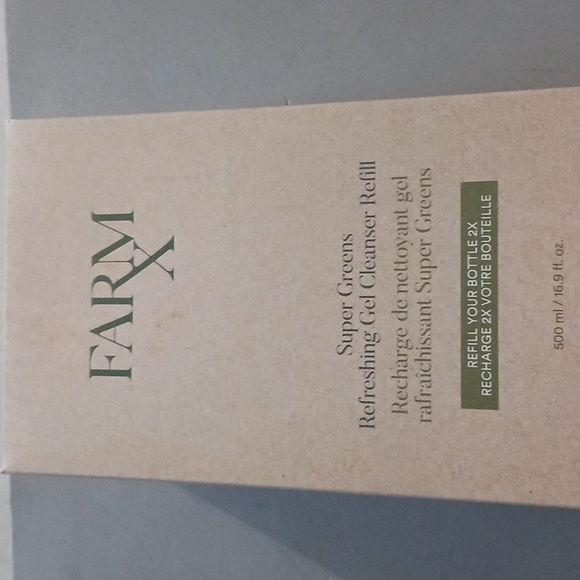 FARM
X
Super Greens
Refreshing Gel Cleanser Refill
Recharge de nettoyant gel
rafraîchissant Super Greens
REFILL YOUR BOTTLE 2X
RECHARGE 2X VOTRE BOUTEILLE
500 ml / 16.9 fl. oz.